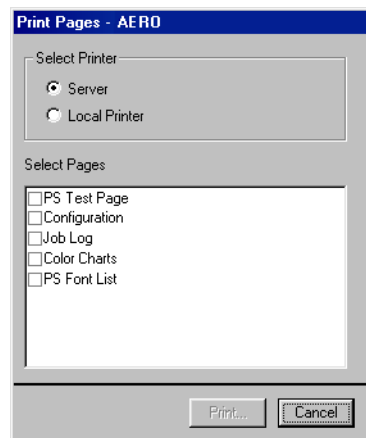 Print Pages - AERO
Select Printer
Server
Local Printer
Select Pages
PS Test Page
Configuration
Job Log
Color Charts
PS Font List
Print...
Cancel